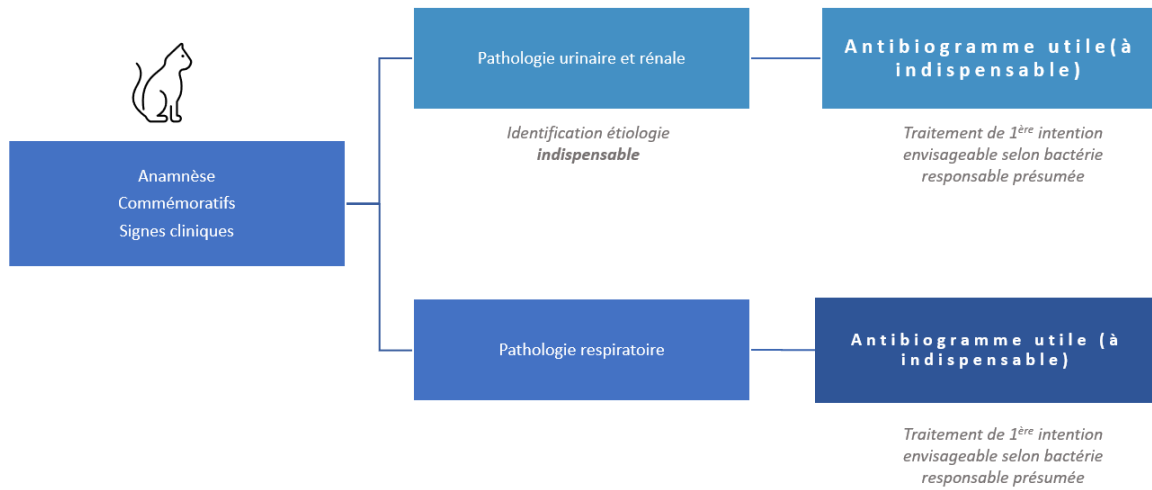 Anamnèse
Commémoratifs
Signes cliniques
Pathologie urinaire et rénale
Identification étiologie
indispensable
Antibiogramme utile(à
indispensable)
Traitement de 1ère intention
envisageable selon bactérie
responsable présumée
Pathologie respiratoire
Antibiogramme utile (à
indispensable)
Traitement de 1ère intention
envisageable selon bactérie
responsable présumée